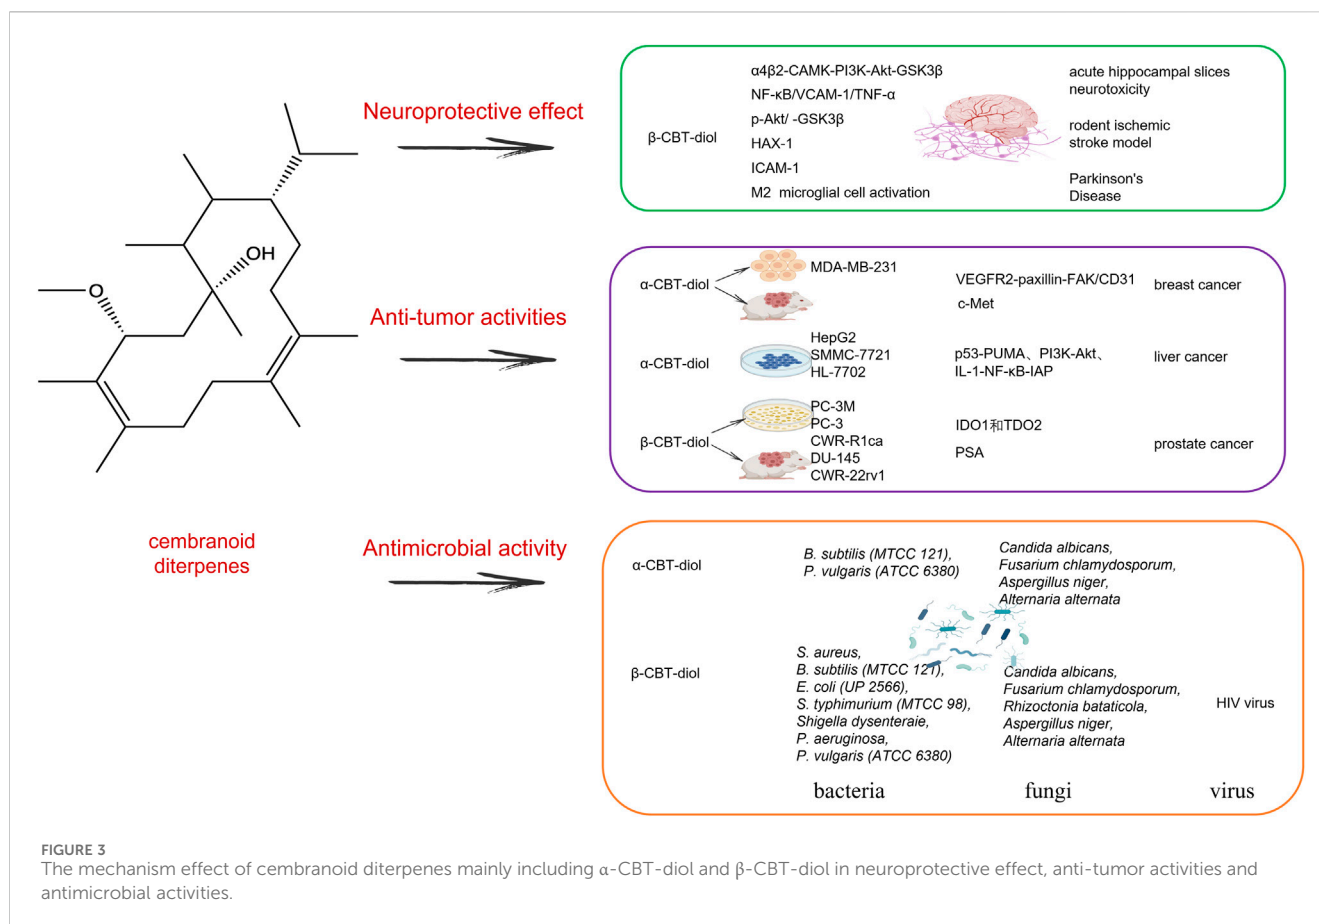 Neuroprotective effect
β-CBT-diol
α4β2-CAMK-PI3K-Akt-GSK3β
NF-κB/VCAM-1/TNF-α
p-Akt/ -GSK3β
HAX-1
ICAM-1
M2 microglial cell activation
acute hippocampal slices
neurotoxicity
rodent ischemic
stroke model
Parkinson's
Disease
OH
O
Anti-tumor activities
α-CBT-diol
MDA-MB-231
VEGFR2-paxillin-FAK/CD31
c-Met
breast cancer
α-CBT-diol
HepG2
SMMC-7721
HL-7702
p53-PUMA、PI3K-Akt、
IL-1-NF-κB-IAP
liver cancer
β-CBT-diol
PC-3M
PC-3
CWR-R1ca
DU-145
CWR-22rv1
IDO1和TDO2
PSA
prostate cancer
cembranoid
diterpenes
Antimicrobial activity
α-CBT-diol
B. subtilis (MTCC 121),
P. vulgaris (ATCC 6380)
Candida albicans,
Fusarium chlamydosporum,
Aspergillus niger,
Alternaria alternata
β-CBT-diol
S. aureus,
B. subtilis (MTCC 121),
E. coli (UP 2566),
S. typhimurium (MTCC 98),
Shigella dysenteraie,
P. aeruginosa,
P. vulgaris (ATCC 6380)
Candida albicans,
Fusarium chlamydosporum,
Rhizoctonia bataticola,
Aspergillus niger,
Alternaria alternata
HIV virus
bacteria
fungi
virus
FIGURE 3
The mechanism effect of cembranoid diterpenes mainly including α-CBT-diol and β-CBT-diol in neuroprotective effect, anti-tumor activities and
antimicrobial activities.